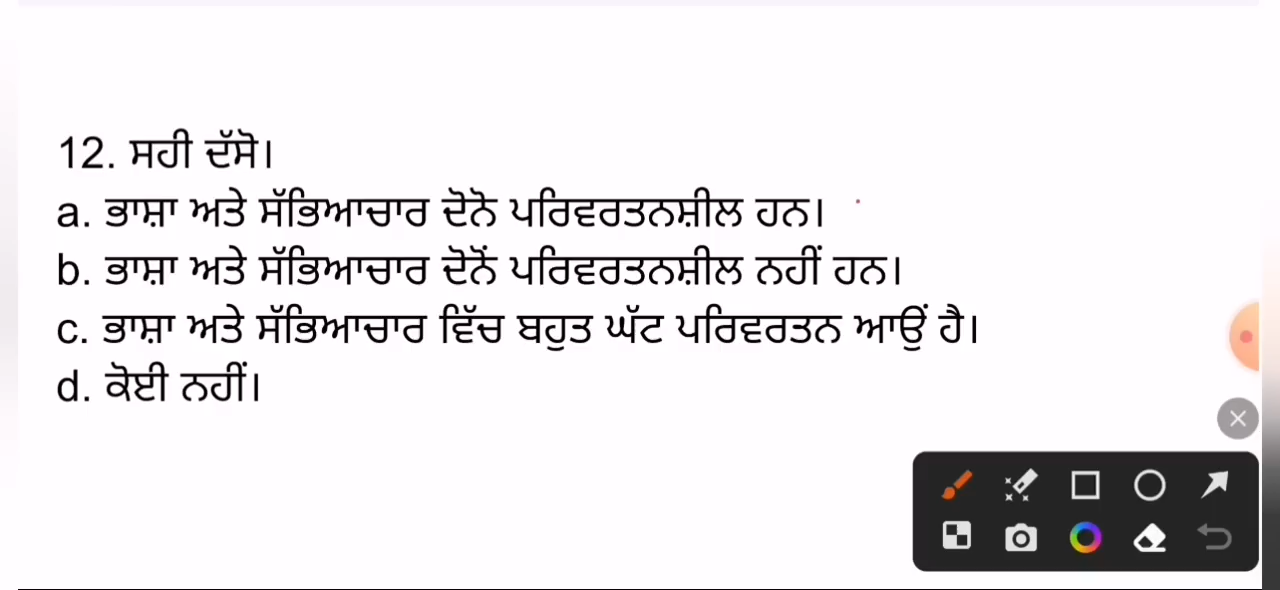 12. ਸਹੀ ਦੱਸੋ।
a. ਭਾਸ਼ਾ ਅਤੇ ਸੱਭਿਆਚਾਰ ਦੋਨੋ ਪਰਿਵਰਤਨਸ਼ੀਲ ਹਨ।
b. ਭਾਸ਼ਾ ਅਤੇ ਸੱਭਿਆਚਾਰ ਦੋਨੋਂ ਪਰਿਵਰਤਨਸ਼ੀਲ ਨਹੀਂ ਹਨ।
c. ਭਾਸ਼ਾ ਅਤੇ ਸੱਭਿਆਚਾਰ ਵਿੱਚ ਬਹੁਤ ਘੱਟ ਪਰਿਵਰਤਨ ਆਉਂ ਹੈ।
d. ਕੋਈ ਨਹੀਂ।